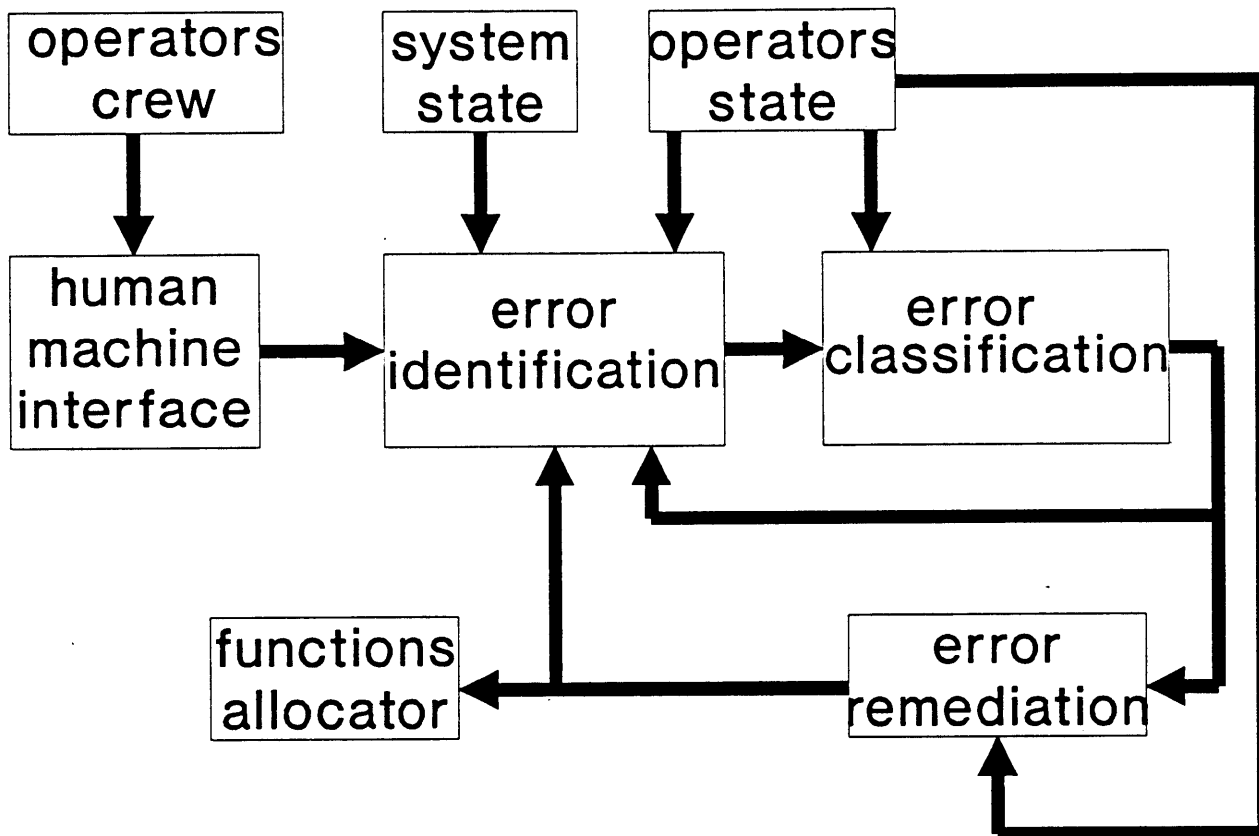 operators
crew
system
state
operators
state
human
machine
interface
error
identification
error
classification
functions
allocator
error
remediation